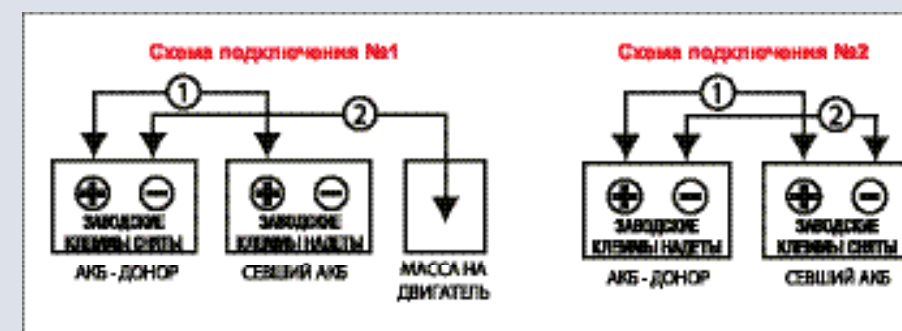 Схема подключения №1
Схема подключения №2
1
2
1
2
+ −
+ −
+ −
+ −
ЗАВОДСКИЕ
КЛЕММЫ СНЯТЫ
ЗАВОДСКИЕ
КЛЕММЫ НАДЕТЫ
ЗАВОДСКИЕ
КЛЕММЫ НАДЕТЫ
ЗАВОДСКИЕ
КЛЕММЫ СНЯТЫ
АКБ - ДОНОР
СЕВШИЙ АКБ
МАССА НА
ДВИГАТЕЛЬ
АКБ - ДОНОР
СЕВШИЙ АКБ